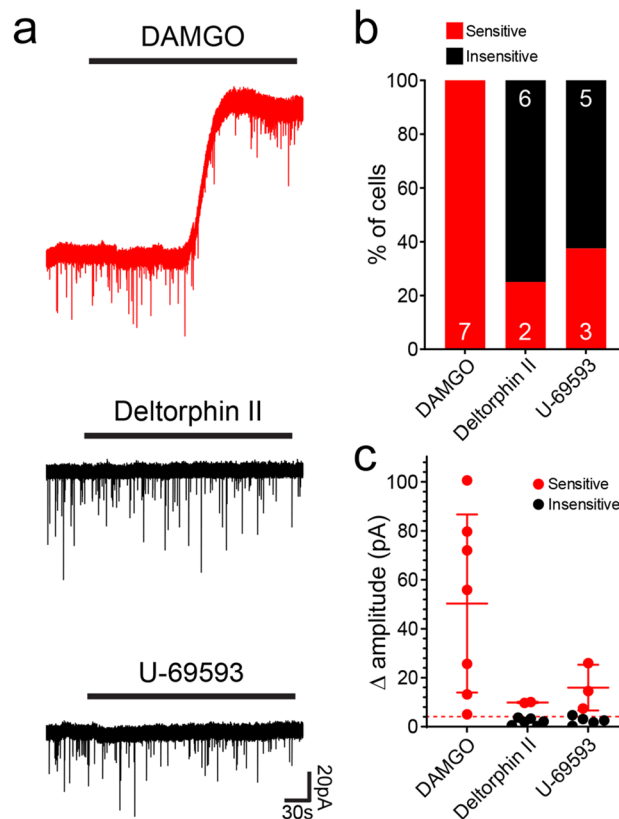 a
DAMGO
Deltorphin II
U-69593
20pA
30s
b
Sensitive
Insensitive
% of cells
100
80
60
40
20
0
6
5
7
2
3
DAMGO
Deltorphin II
U-69593
c
Sensitive
Insensitive
Δ amplitude (pA)
100
80
60
40
20
0
DAMGO
Deltorphin II
U-69593